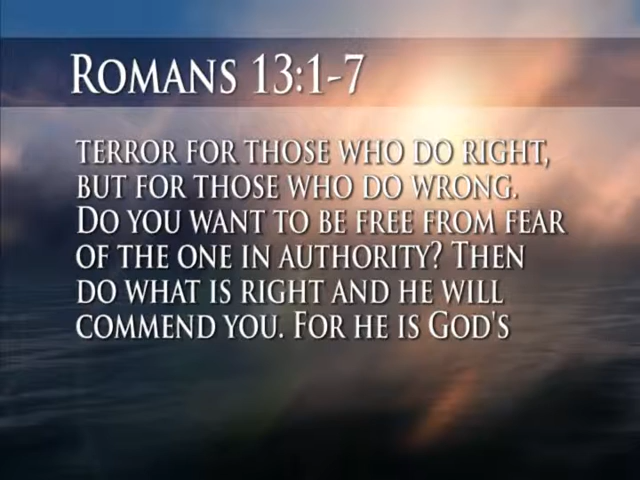 Romans 13:1-7
terror for those who do right,
but for those who do wrong.
Do you want to be free from fear
of the one in authority? Then
do what is right and he will
commend you. For he is God's